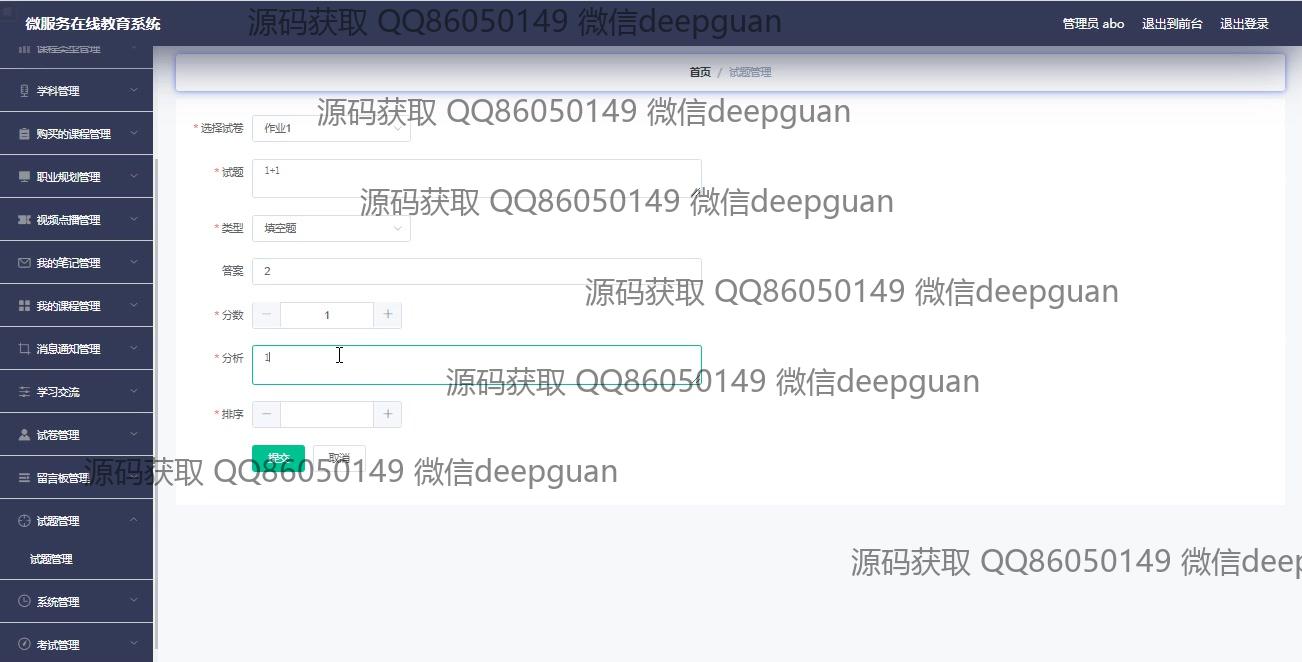 微服务在线教育系统
源码获取 QQ86050149 微信deepguan
管理员 abo 退出到前台 退出登录
课程类型管理
学科管理
购买的课程管理
职业规划管理
视频点播管理
我的笔记管理
我的课程管理
消息通知管理
学习交流
试卷管理
留言板管理
试题管理
试题管理
系统管理
考试管理
首页 / 试题管理
源码获取 QQ86050149 微信deepguan
* 选择试卷 作业1
* 试题 1+1
源码获取 QQ86050149 微信deepguan
* 类型 填空题
答案 2
源码获取 QQ86050149 微信deepguan
* 分数 − 1 +
* 分析 1
源码获取 QQ86050149 微信deepguan
* 排序 − +
提交 取消
源码获取 QQ86050149 微信deepguan
源码获取 QQ86050149 微信deep